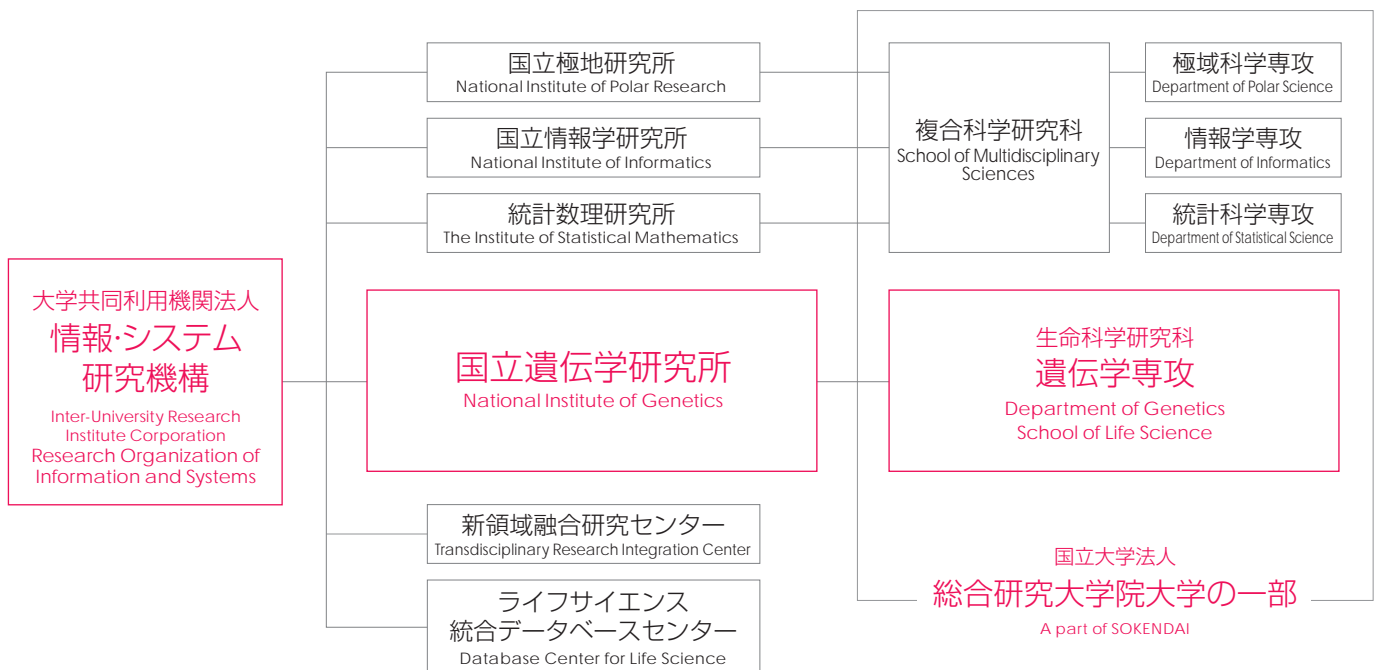 国立極地研究所
National Institute of Polar Research
国立情報学研究所
National Institute of Informatics
統計数理研究所
The Institute of Statistical Mathematics
複合科学研究科
School of Multidisciplinary
Sciences
極域科学専攻
Department of Polar Science
情報学専攻
Department of Informatics
統計科学専攻
Department of Statistical Science
大学共同利用機関法人
情報・システム
研究機構
Inter-University Research
Institute Corporation
Research Organization of
Information and Systems
国立遺伝学研究所
National Institute of Genetics
生命科学研究科
遺伝学専攻
Department of Genetics
School of Life Science
新領域融合研究センター
Transdisciplinary Research Integration Center
ライフサイエンス
統合データベースセンター
Database Center for Life Science
国立大学法人
総合研究大学院大学の一部
A part of SOKENDAI